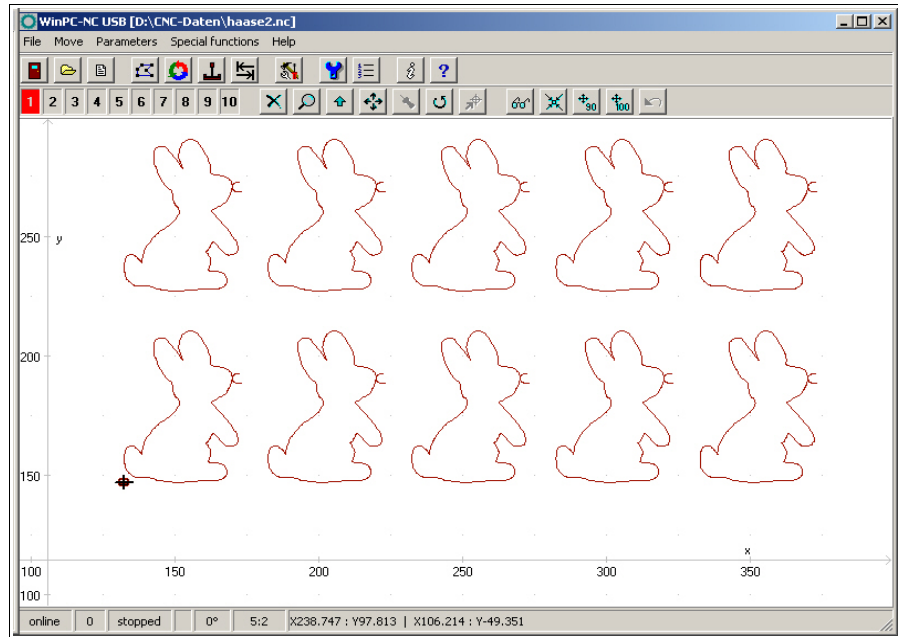 WinPC-NC USB [D:\CNC-Daten\haase2.nc]
File Move Parameters Special functions Help
1 2 3 4 5 6 7 8 9 10 90 100
250 y
200
150
x
100 150 200 250 300 350
100
online 0 stopped 0° 5:2 X238.747 : Y97.813 | X106.214 : Y-49.351